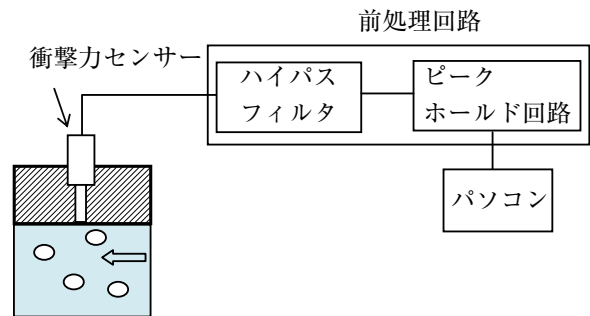 前処理回路
衝撃力センサー
ハイパス
フィルタ
ピーク
ホールド回路
パソコン